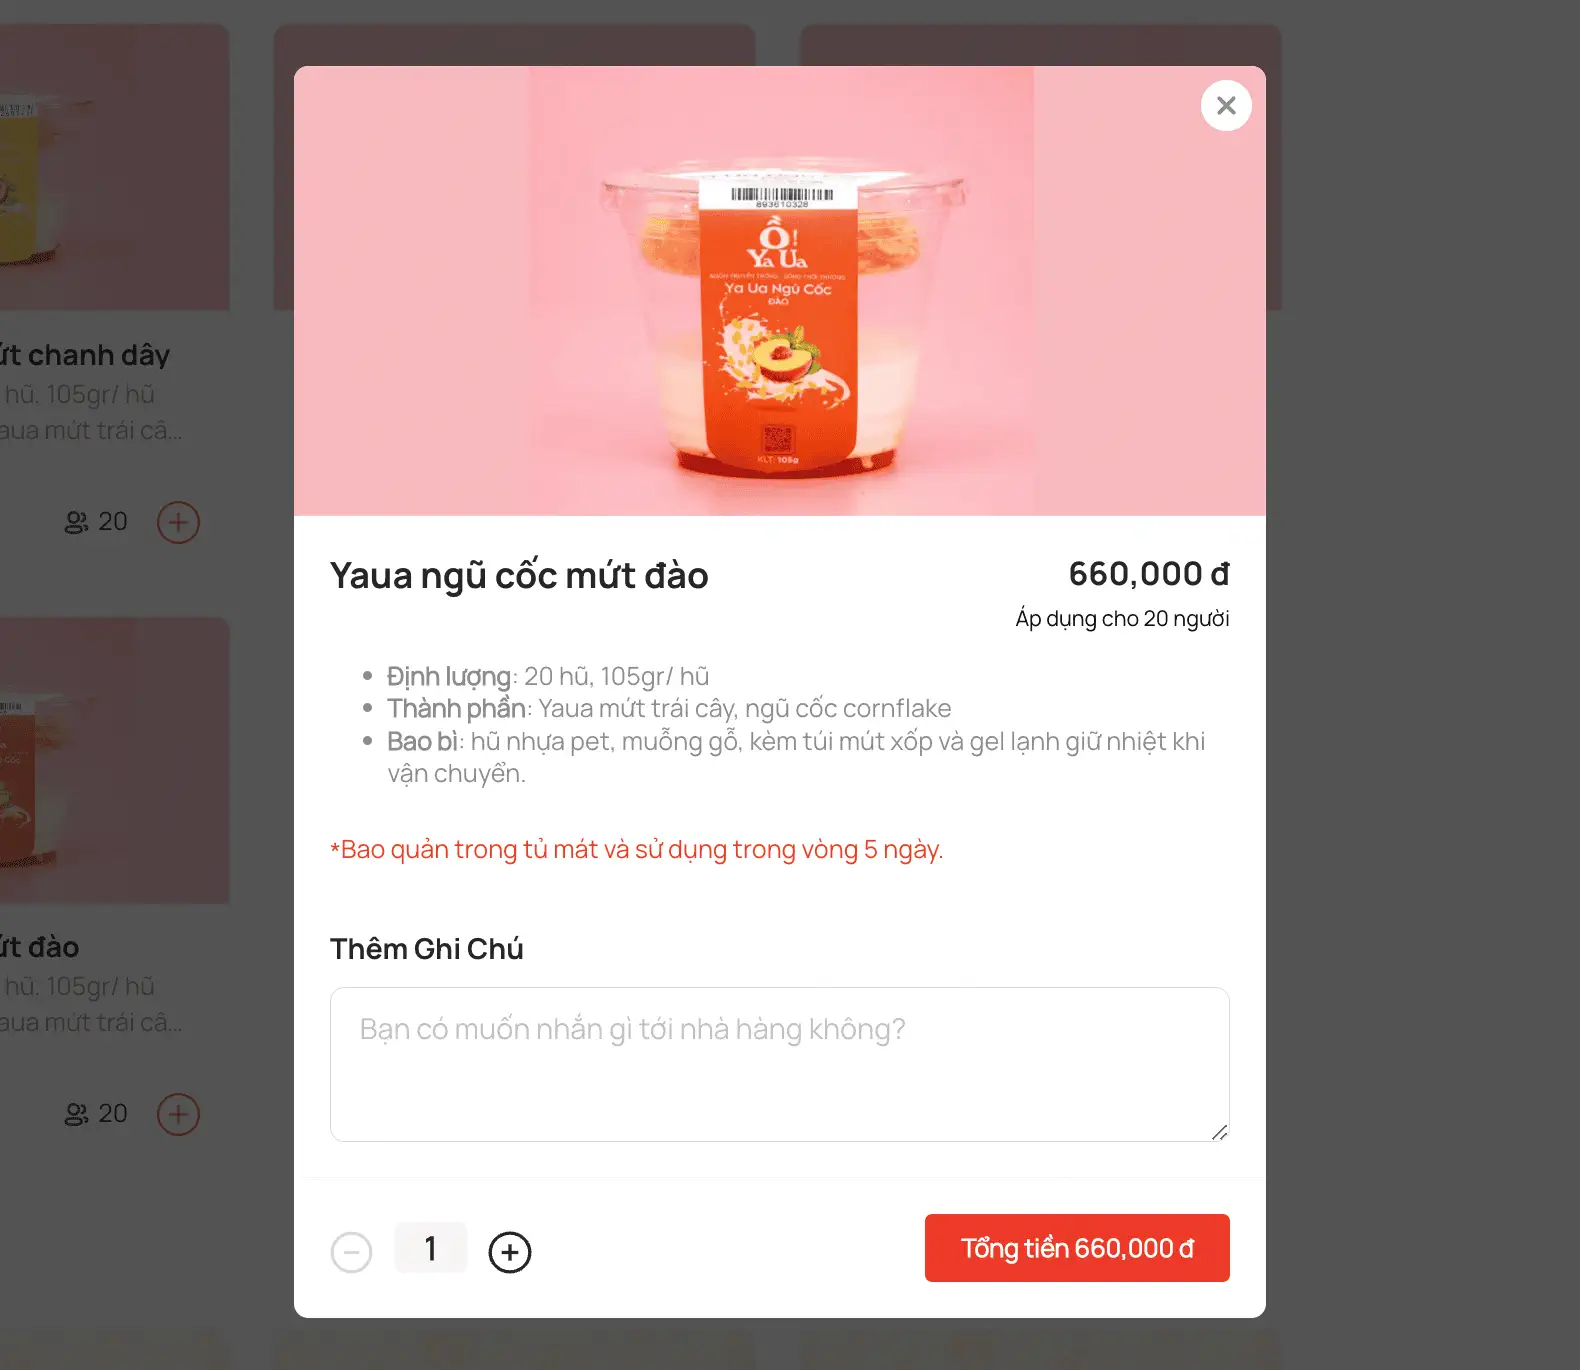 893610328
Ồ!
Ya Ua
Ya Ua Ngũ Cốc
ĐÀO
KLT: 105g
ứt chanh dây
hũ. 105gr/ hũ
aua mứt trái câ...
20
ứt đào
hũ. 105gr/ hũ
aua mứt trái câ...
20
Yaua ngũ cốc mứt đào
660,000 đ
Áp dụng cho 20 người
Định lượng: 20 hũ, 105gr/ hũ
Thành phần: Yaua mứt trái cây, ngũ cốc cornflake
Bao bì: hũ nhựa pet, muỗng gỗ, kèm túi mút xốp và gel lạnh giữ nhiệt khi
vận chuyển.
*Bao quản trong tủ mát và sử dụng trong vòng 5 ngày.
Thêm Ghi Chú
Bạn có muốn nhắn gì tới nhà hàng không?
1
Tổng tiền 660,000 đ